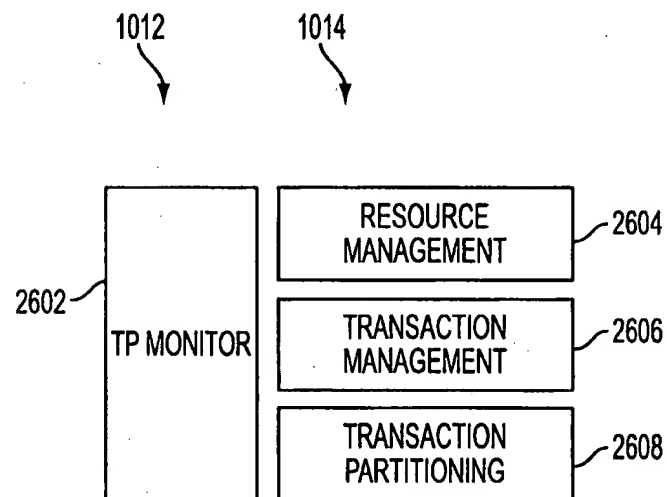 1012
1014
RESOURCE
MANAGEMENT
2604
2602
TP MONITOR
TRANSACTION
MANAGEMENT
2606
TRANSACTION
PARTITIONING
2608